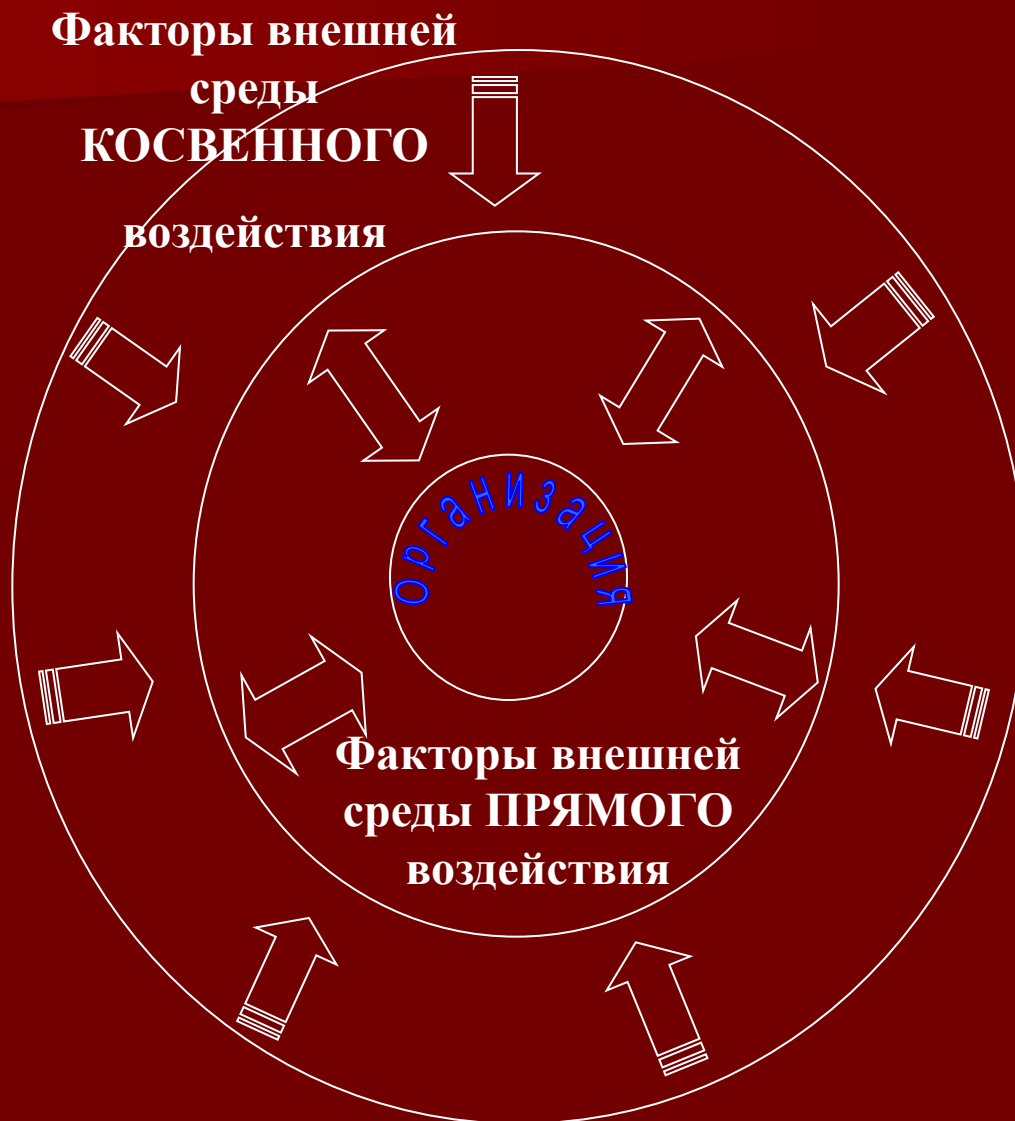 Факторы внешней
среды
КОСВЕННОГО
воздействия
Организация
Факторы внешней
среды ПРЯМОГО
воздействия